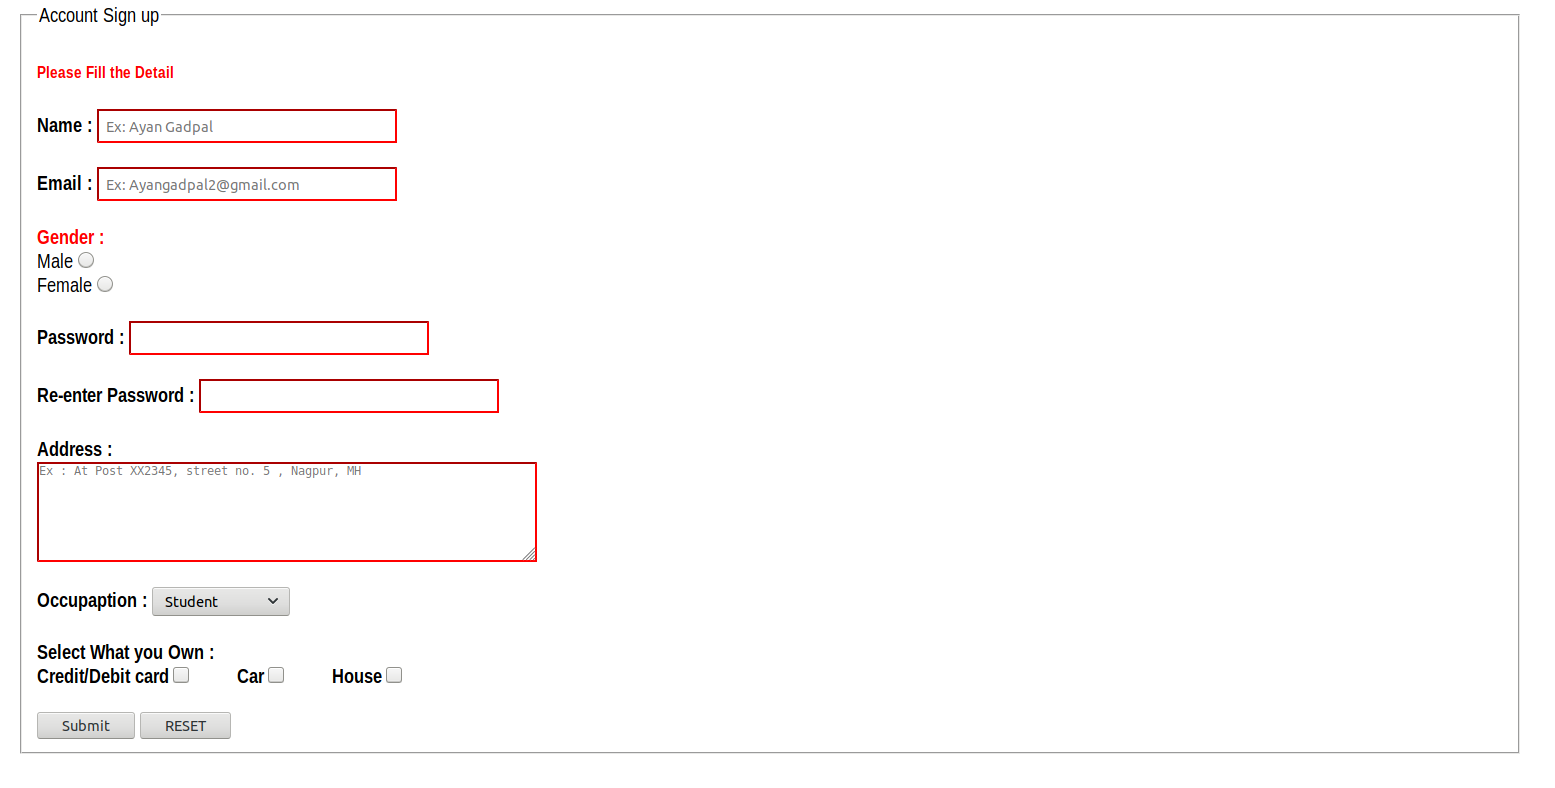 Account Sign up
Please Fill the Detail
Name : Ex: Ayan Gadpal
Email : Ex: Ayangadpal2@gmail.com
Gender :
Male
Female
Password :
Re-enter Password :
Address :
Ex : At Post XX2345, street no. 5 , Nagpur, MH
Occupaption : Student
Select What you Own :
Credit/Debit card Car House
Submit RESET